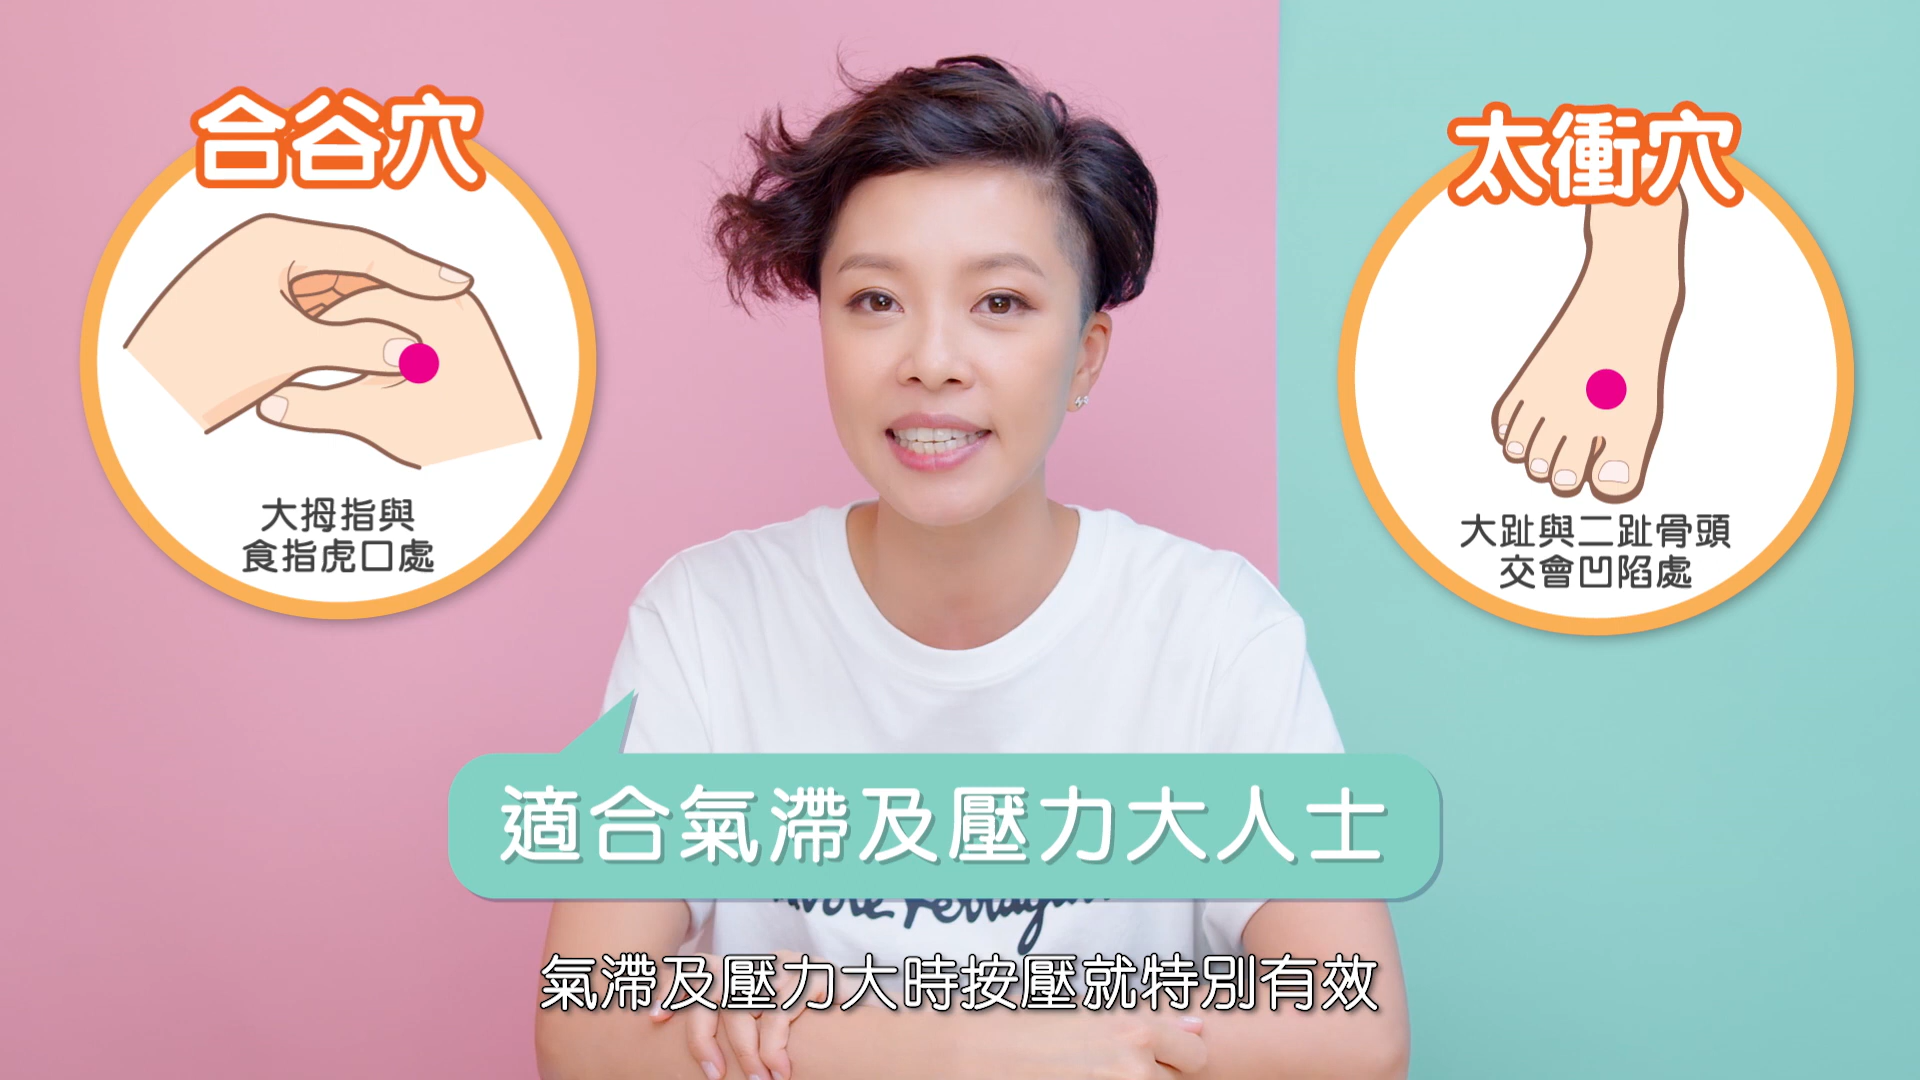 合谷穴
大拇指與
食指虎口處
太衝穴
大趾與二趾骨頭
交會凹陷處
適合氣滯及壓力大人士
氣滯及壓力大時按壓就特別有效